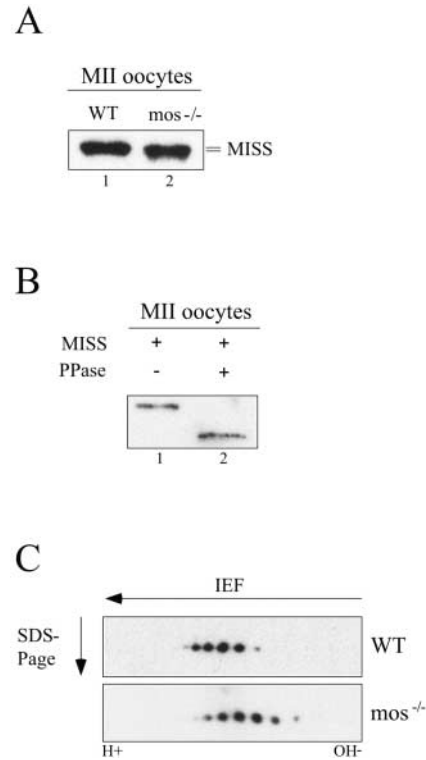 A
MII oocytes
WT mos -/-
= MISS
1 2
B
MII oocytes
MISS + +
PPase - +
1 2
C
IEF
SDS-
Page
WT
mos -/-
H+ OH-